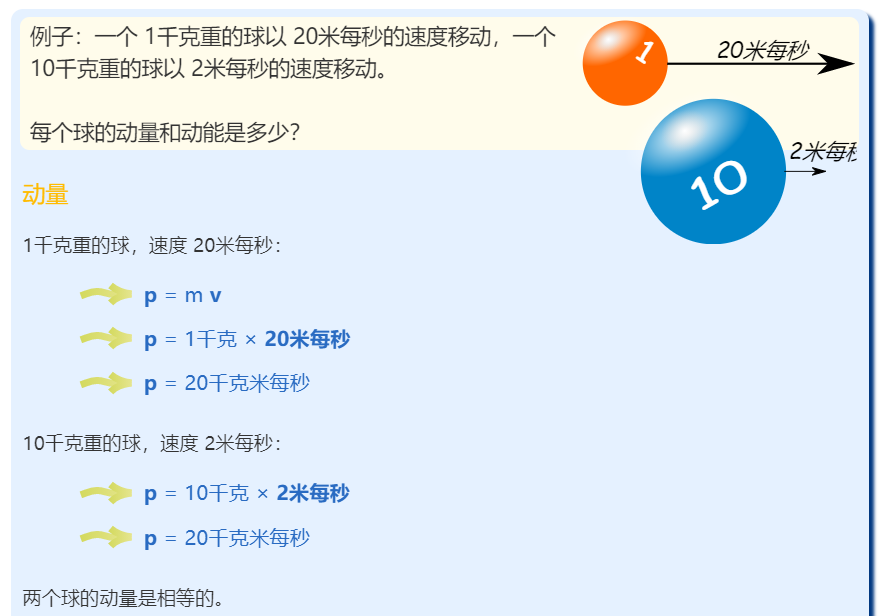 例子：一个 1千克重的球以 20米每秒的速度移动，一个
10千克重的球以 2米每秒的速度移动。
每个球的动量和动能是多少？
1
20米每秒
10
2米每秒
动量
1千克重的球，速度 20米每秒：
p = m v
p = 1千克 × 20米每秒
p = 20千克米每秒
10千克重的球，速度 2米每秒：
p = 10千克 × 2米每秒
p = 20千克米每秒
两个球的动量是相等的。